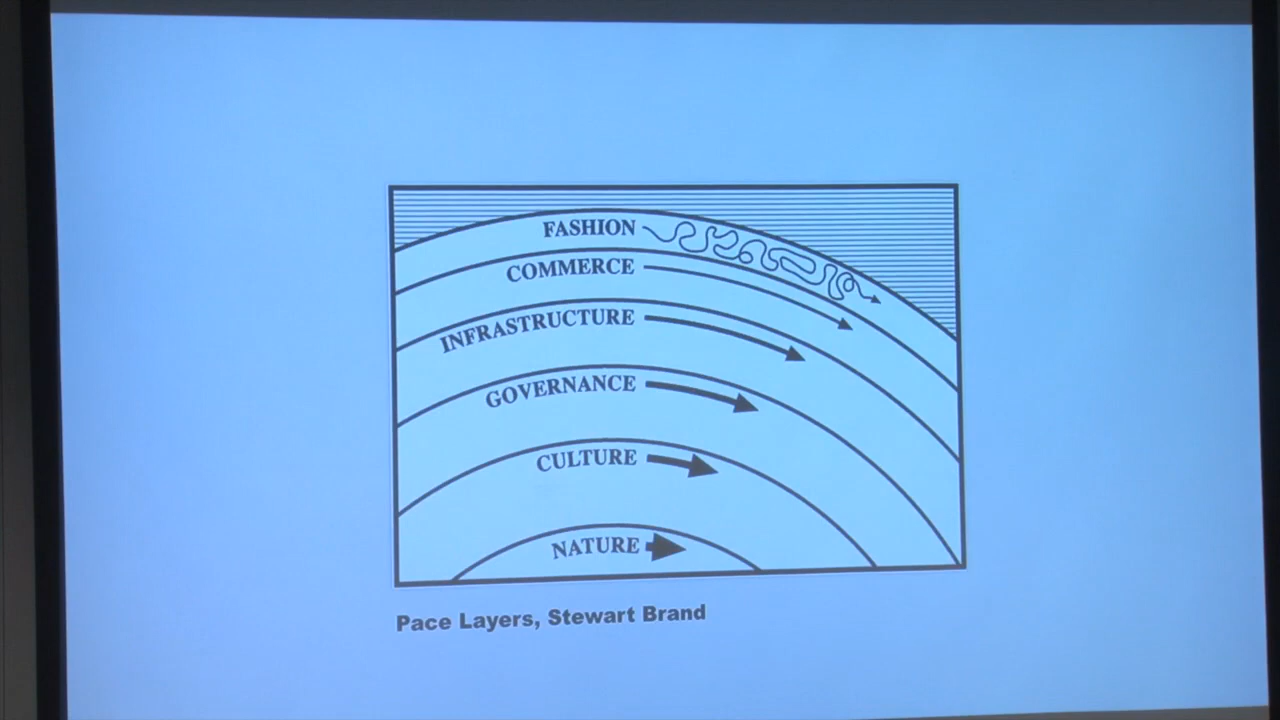 FASHION
COMMERCE
INFRASTRUCTURE
GOVERNANCE
CULTURE
NATURE
Pace Layers, Stewart Brand